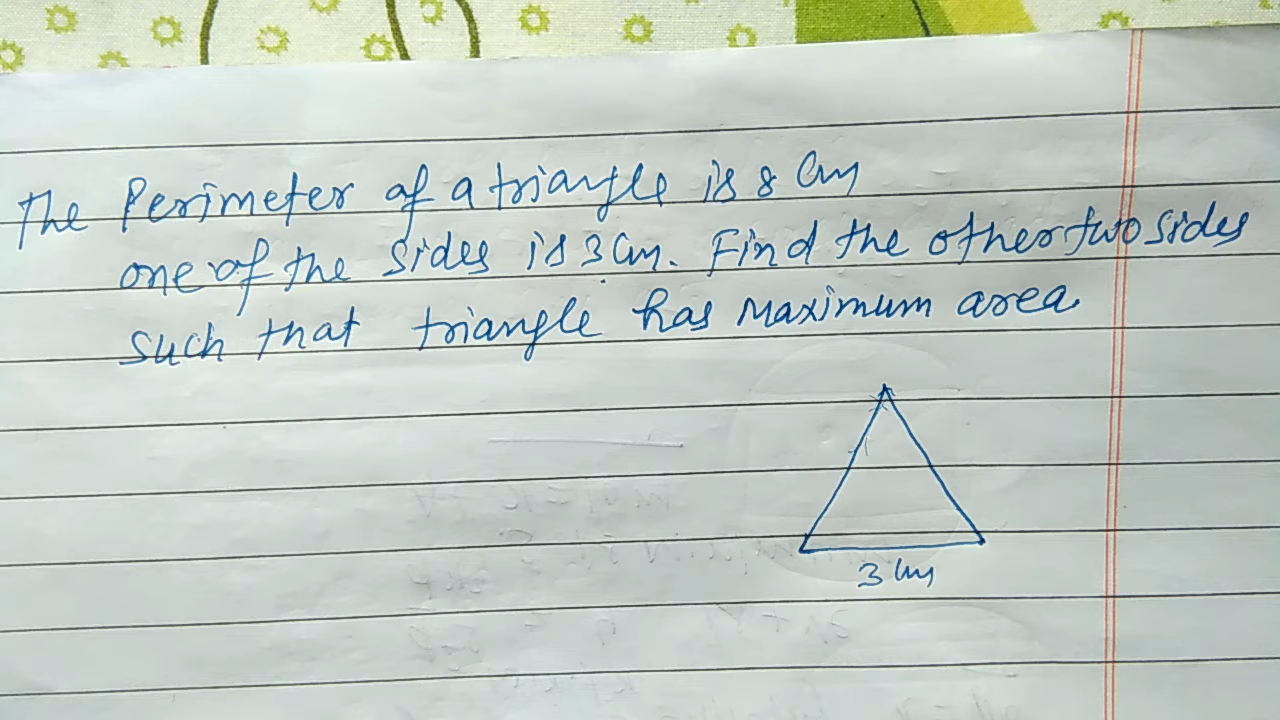 The Perimeter of a triangle is 8 cm
one of the sides is 3 cm. Find the other two sides
such that triangle has maximum area
3 cm